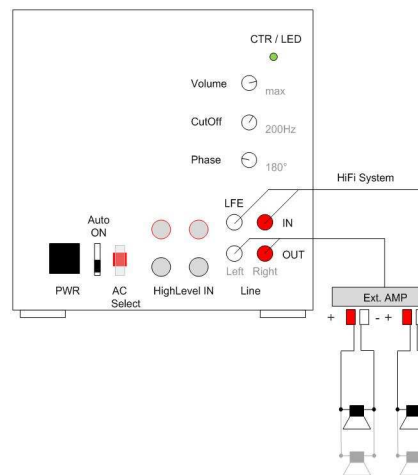 CTR / LED
Volume
max
CutOff
200Hz
Phase
180°
HiFi System
LFE
IN
Auto
ON
OUT
Left Right
PWR
AC
Select
HighLevel IN
Line
Ext. AMP
+ - +